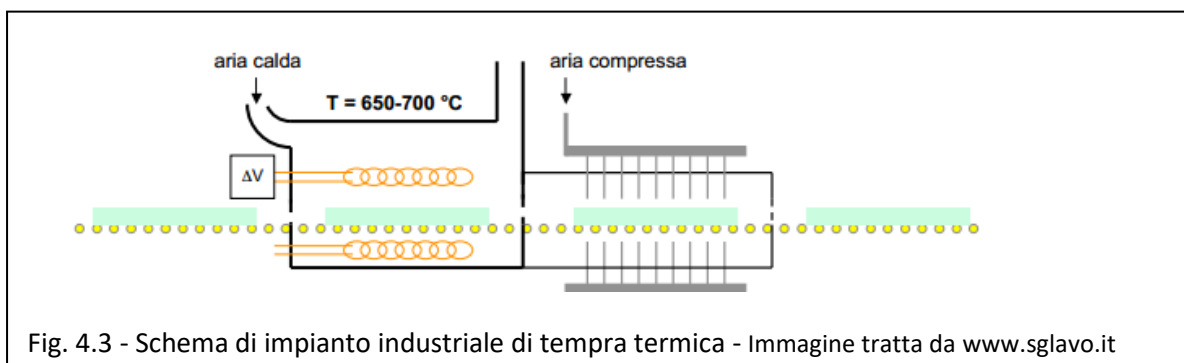 aria calda
aria compressa
T = 650-700 °C
ΔV
Fig. 4.3 - Schema di impianto industriale di tempra termica - Immagine tratta da www.sglavo.it